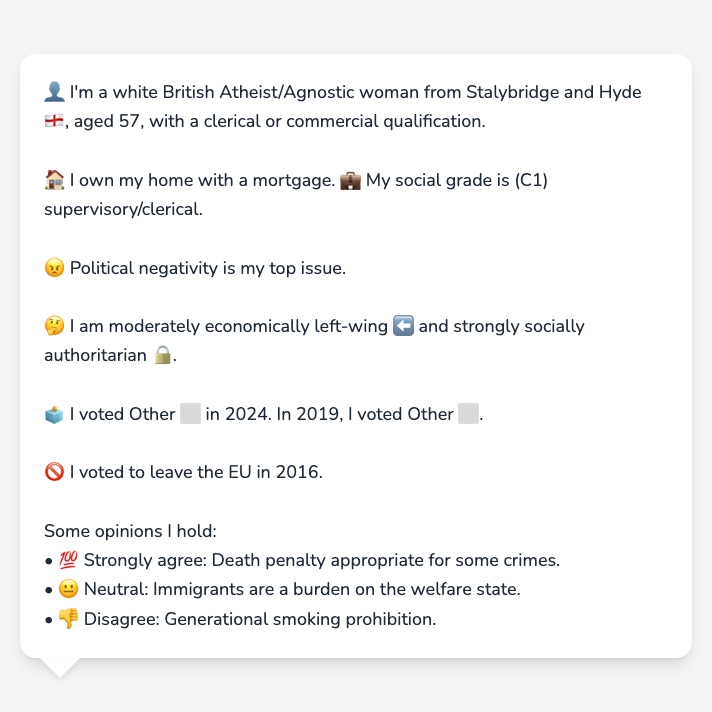 👤 I'm a white British Atheist/Agnostic woman from Stalybridge and Hyde
🏴󠁧󠁢󠁥󠁮󠁧󠁿, aged 57, with a clerical or commercial qualification.
🏠 I own my home with a mortgage. 💼 My social grade is (C1)
supervisory/clerical.
😠 Political negativity is my top issue.
🤔 I am moderately economically left-wing ⬅️ and strongly socially
authoritarian 🔒.
🗳️ I voted Other ⬜ in 2024. In 2019, I voted Other ⬜.
🚫 I voted to leave the EU in 2016.
Some opinions I hold:
• 💯 Strongly agree: Death penalty appropriate for some crimes.
• 😐 Neutral: Immigrants are a burden on the welfare state.
• 👎 Disagree: Generational smoking prohibition.